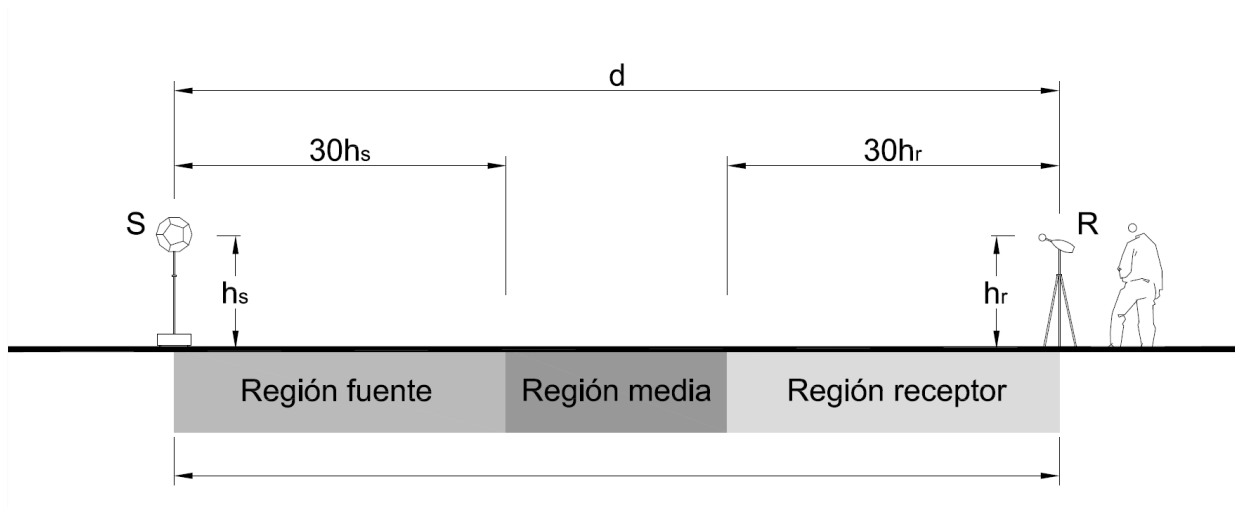 d
30hs
30hr
S
R
hs
hr
Región fuente
Región media
Región receptor